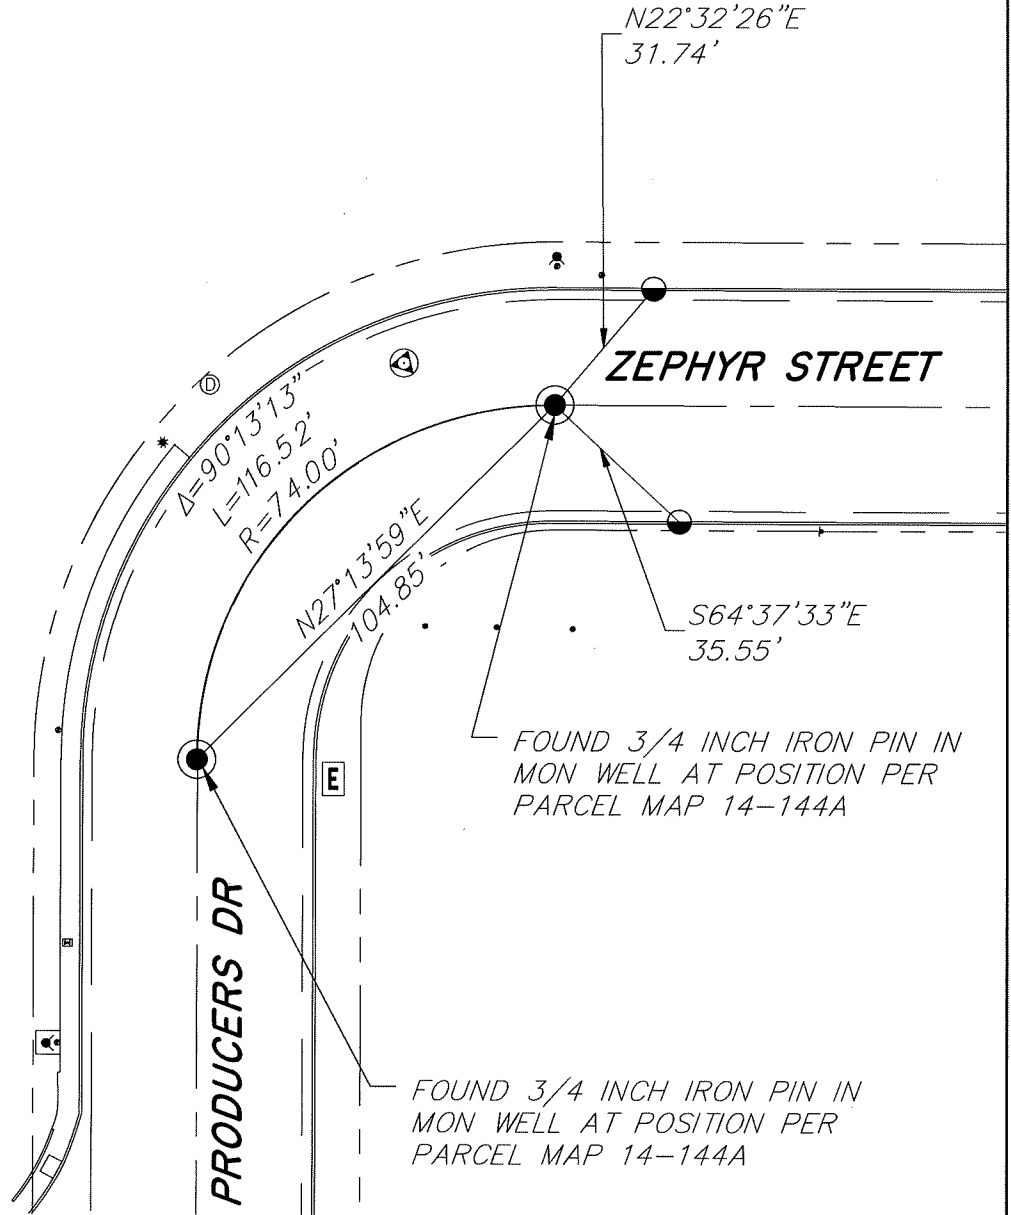 N22°32'26"E
31.74'
D
ZEPHYR STREET
Δ=90°13'13"
L=116.52'
R=74.00'
N27°13'59"E
104.85'
S64°37'33"E
35.55'
FOUND 3/4 INCH IRON PIN IN
MON WELL AT POSITION PER
PARCEL MAP 14-144A
E
PRODUCERS DR
FOUND 3/4 INCH IRON PIN IN
MON WELL AT POSITION PER
PARCEL MAP 14-144A